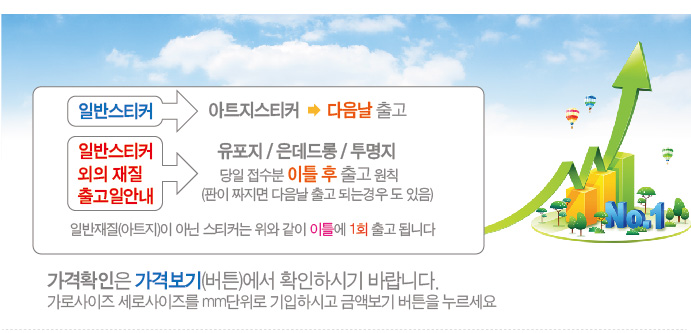 일반스티커 아트지스티커 다음날 출고
일반스티커
외의 재질
출고일안내
유포지 / 은데드롱 / 투명지
당일 접수분 이틀 후 출고 원칙
(판이 짜지면 다음날 출고 되는경우 도 있음)
일반재질(아트지)이 아닌 스티커는 위와 같이 이틀에 1회 출고 됩니다
No.1
가격확인은 가격보기(버튼)에서 확인하시기 바랍니다.
가로사이즈 세로사이즈를 mm단위로 기입하시고 금액보기 버튼을 누르세요